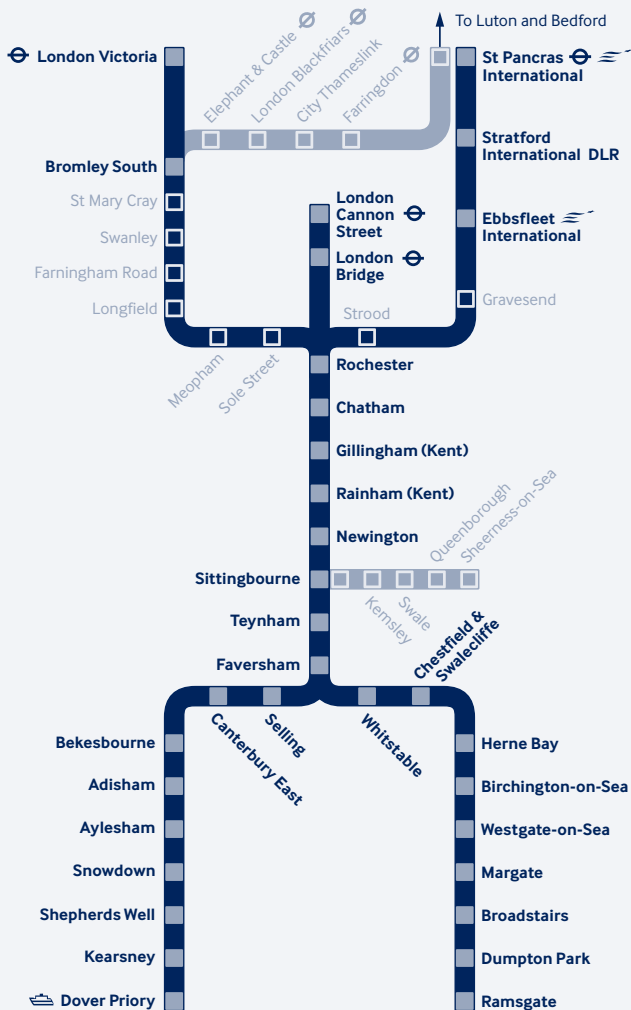 To Luton and Bedford
London Victoria
Elephant & Castle
London Blackfriars
City Thameslink
Farringdon
St Pancras
International
Stratford
International DLR
Bromley South
St Mary Cray
Swanley
Farningham Road
Longfield
London
Cannon
Street
London
Bridge
Ebbsfleet
International
Gravesend
Strood
Meopham
Sole Street
Rochester
Chatham
Gillingham (Kent)
Rainham (Kent)
Newington
Sittingbourne
Kemsley
Swale
Queenborough
Sheerness-on-Sea
Teynham
Faversham
Canterbury East
Selling
Whitstable
Chestfield &
Swalecliffe
Bekesbourne
Adisham
Aylesham
Snowdown
Shepherds Well
Kearsney
Dover Priory
Herne Bay
Birchington-on-Sea
Westgate-on-Sea
Margate
Broadstairs
Dumpton Park
Ramsgate